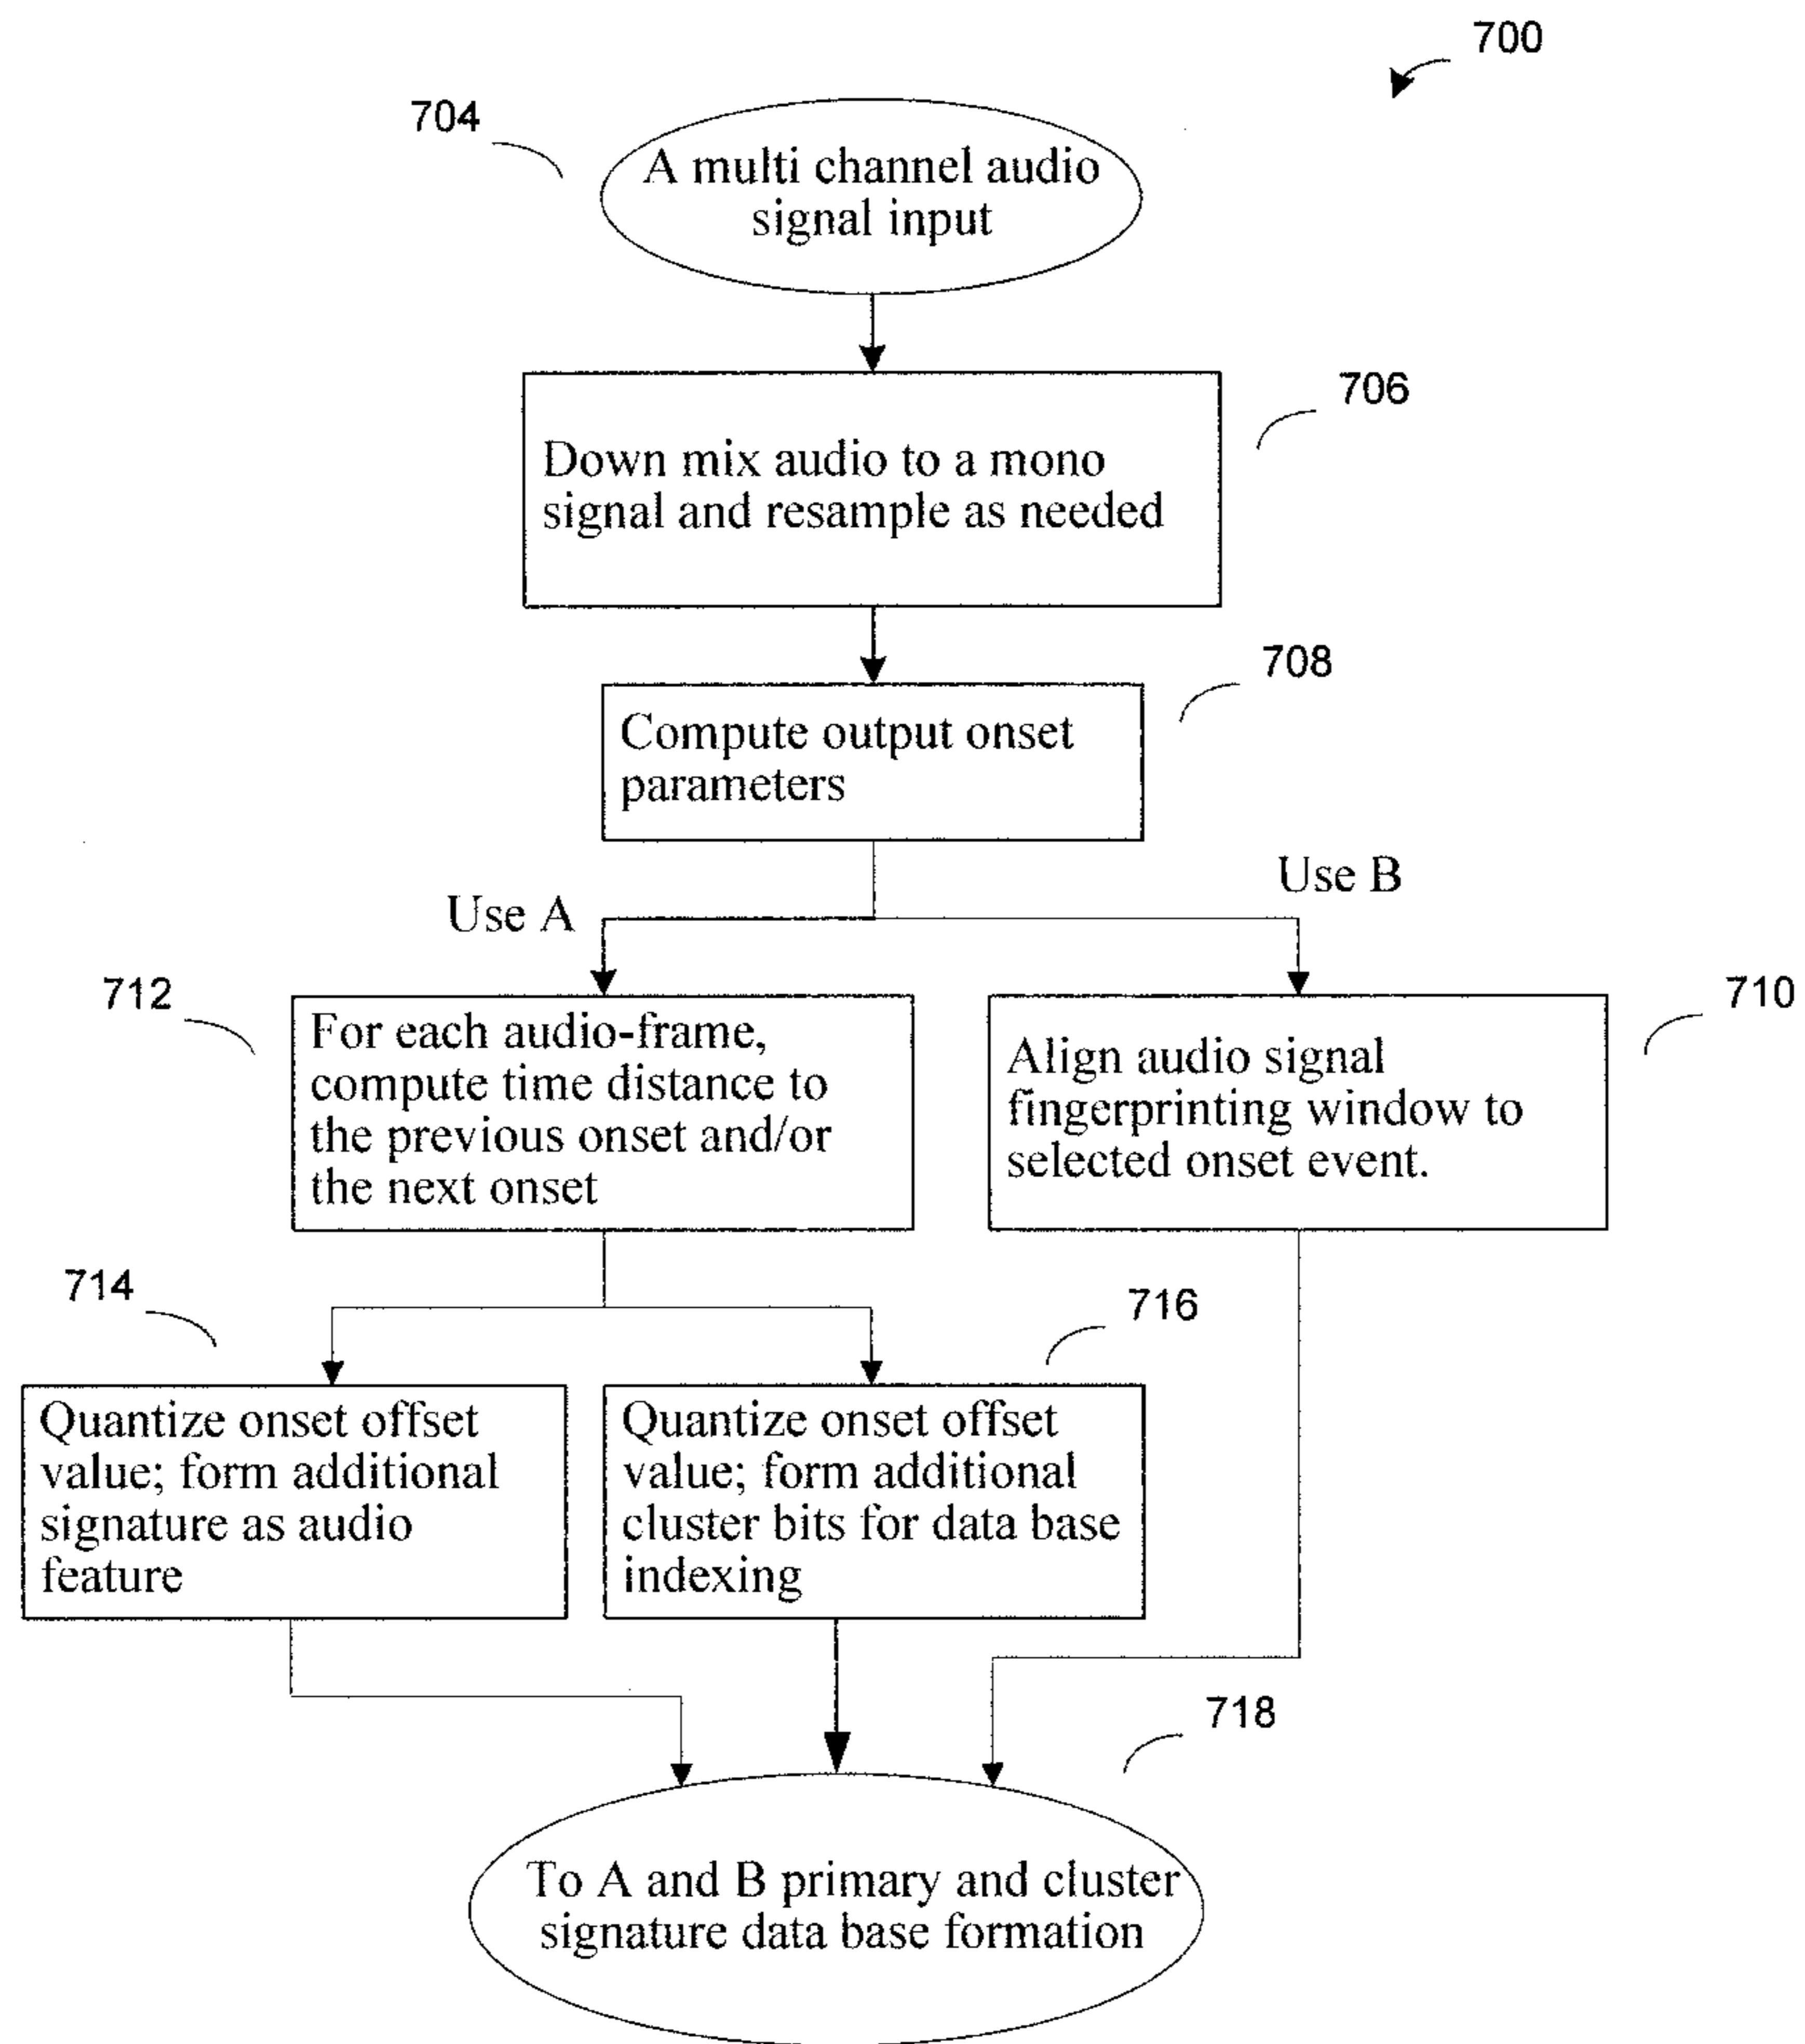 700
704
A multi channel audio
signal input
706
Down mix audio to a mono
signal and resample as needed
708
Compute output onset
parameters
Use B
Use A
712
710
For each audio-frame,
compute time distance to
the previous onset and/or
the next onset
Align audio signal
fingerprinting window to
selected onset event.
714
716
Quantize onset offset
value; form additional
signature as audio
feature
Quantize onset offset
value; form additional
cluster bits for data base
indexing
718
To A and B primary and cluster
signature data base formation